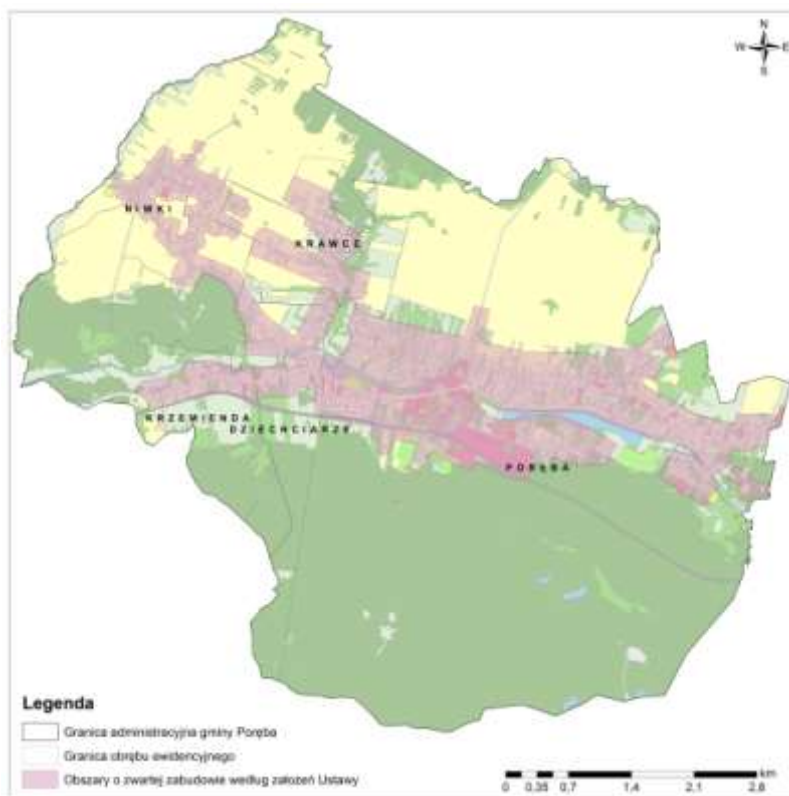 N
W E
S
NIWKI
KRAWCE
KRZEMIENDA
DZIECHCIARZE
PORĘBA
Legenda
Granica administracyjna gminy Poręba
Granica obrębu ewidencyjnego
Obszary o zwartej zabudowie według założeń Ustawy
km
0 0,35 0,7 1,4 2,1 2,8